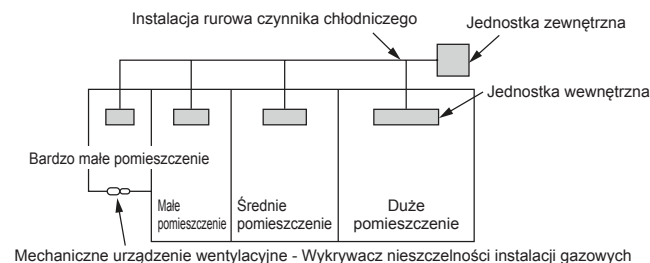 Instalacja rurowa czynnika chłodniczego
Jednostka zewnętrzna
Jednostka wewnętrzna
Bardzo małe pomieszczenie
Małe
pomieszczenie
Średnie
pomieszczenie
Duże
pomieszczenie
Mechaniczne urządzenie wentylacyjne - Wykrywacz nieszczelności instalacji gazowych